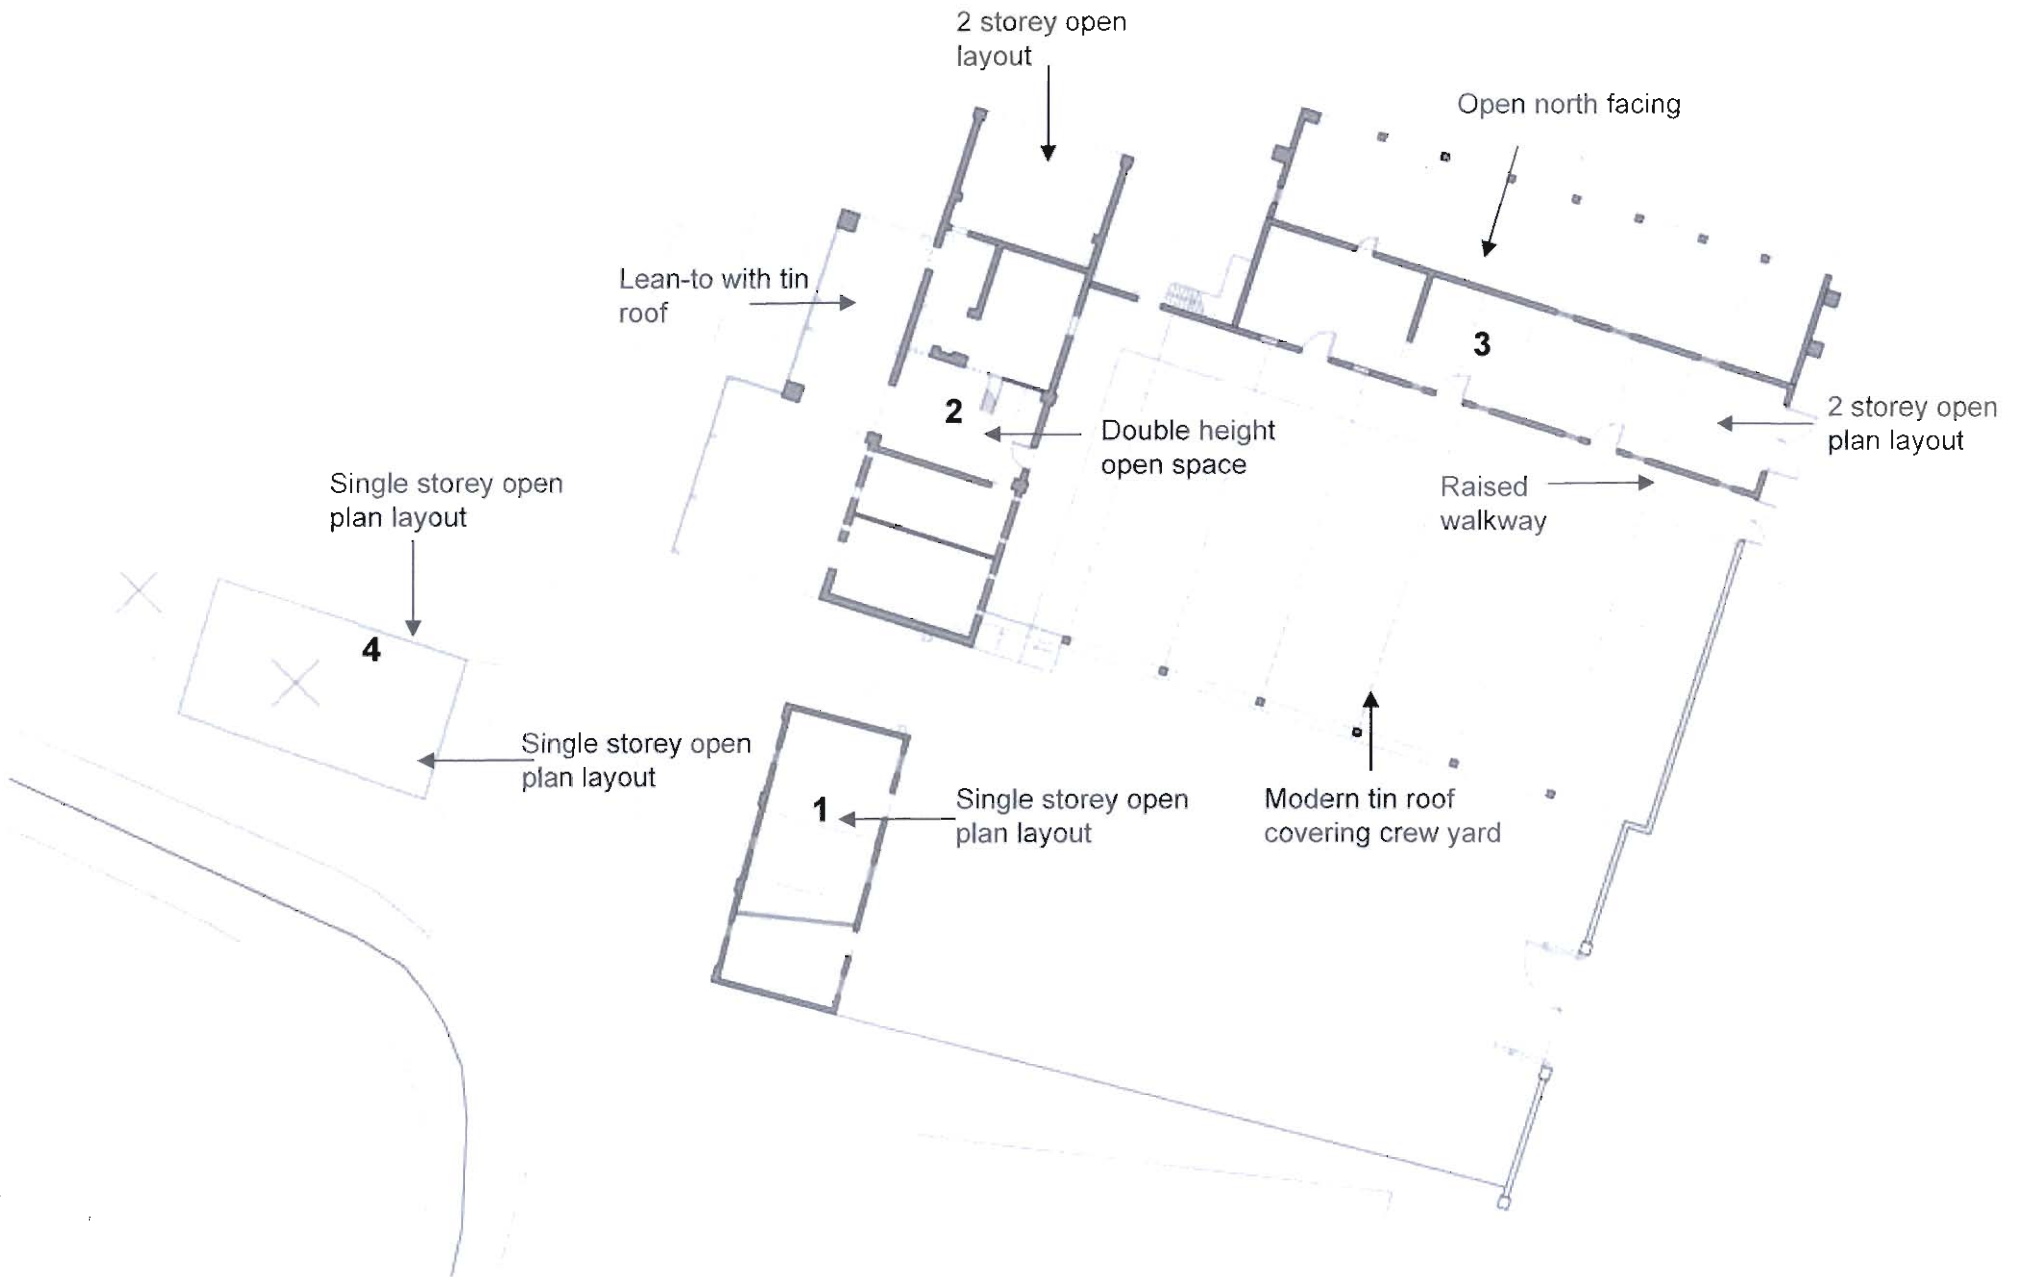 2 storey open
layout
Open north facing
Lean-to with tin
roof
3
2
2 storey open
plan layout
Double height
open space
Raised
walkway
Single storey open
plan layout
4
Single storey open
plan layout
1
Single storey open
plan layout
Modern tin roof
covering crew yard